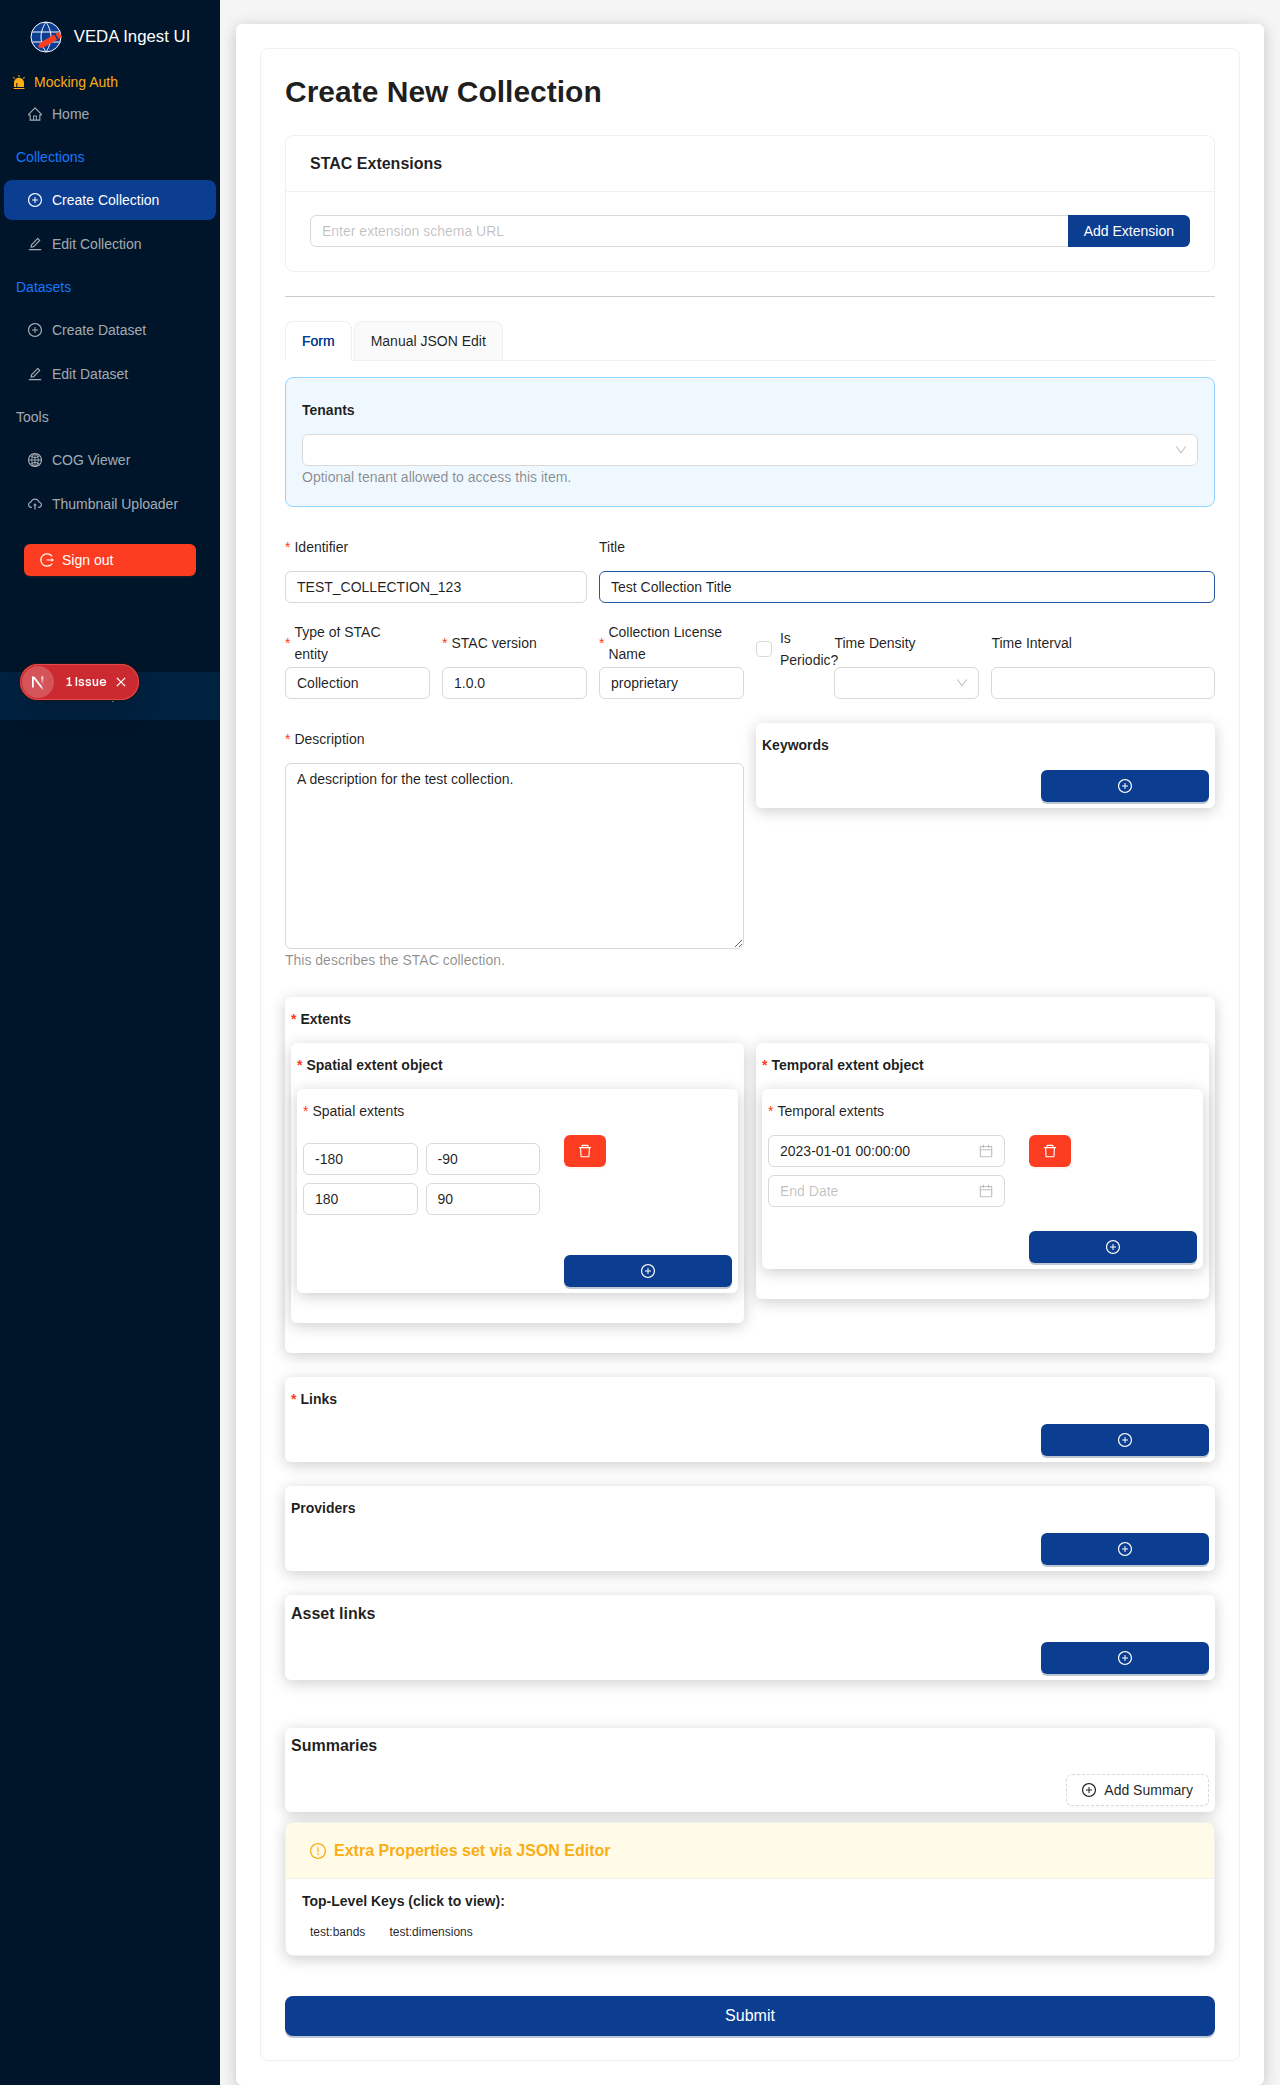 VEDA Ingest UI
Mocking Auth
Home
Collections
Create Collection
Edit Collection
Datasets
Create Dataset
Edit Dataset
Tools
COG Viewer
Thumbnail Uploader
Sign out
1 Issue
Create New Collection
STAC Extensions
Enter extension schema URL
Add Extension
Form
Manual JSON Edit
Tenants
Optional tenant allowed to access this item.
* Identifier
Title
TEST_COLLECTION_123
Test Collection Title
* Type of STAC entity
* STAC version
* Collection License Name
Is Periodic?
Time Density
Time Interval
Collection
1.0.0
proprietary
* Description
Keywords
A description for the test collection.
This describes the STAC collection.
* Extents
* Spatial extent object
* Temporal extent object
* Spatial extents
* Temporal extents
-180
-90
2023-01-01 00:00:00
180
90
End Date
* Links
Providers
Asset links
Summaries
Add Summary
Extra Properties set via JSON Editor
Top-Level Keys (click to view):
test:bands
test:dimensions
Submit